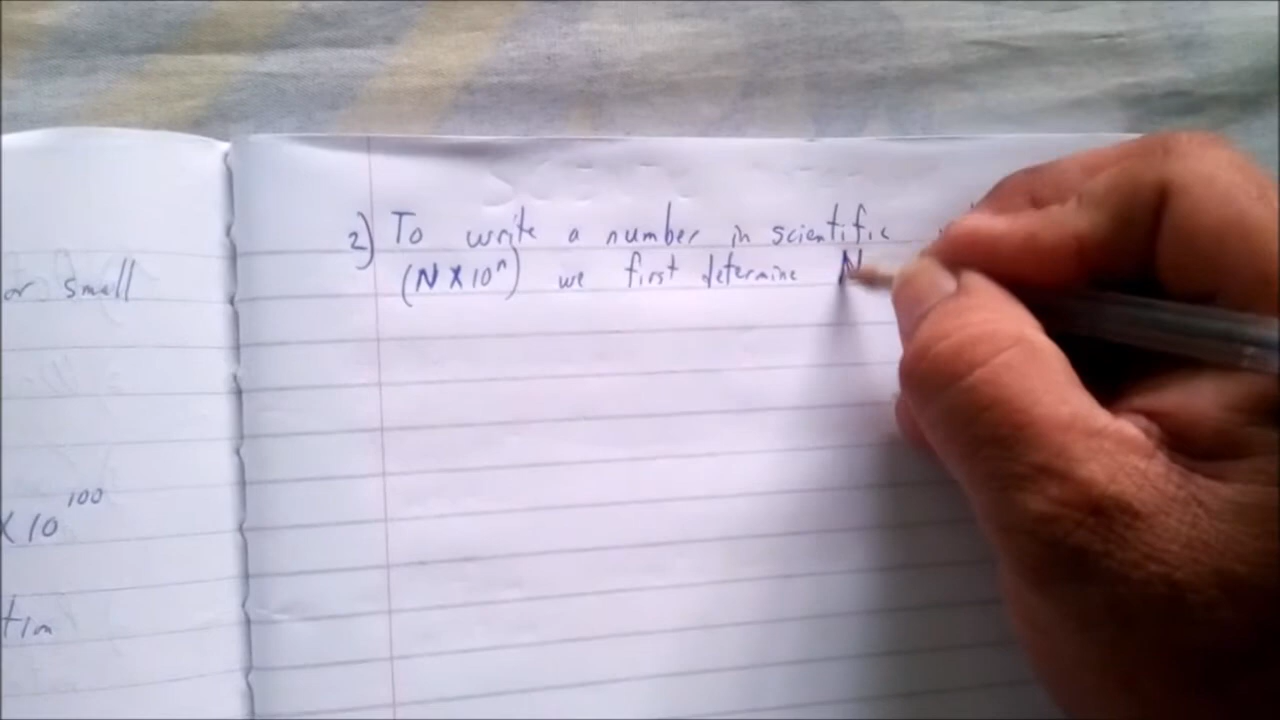 or small
X 10^100
2) To write a number in scientific
(N X 10^n) we first determine N